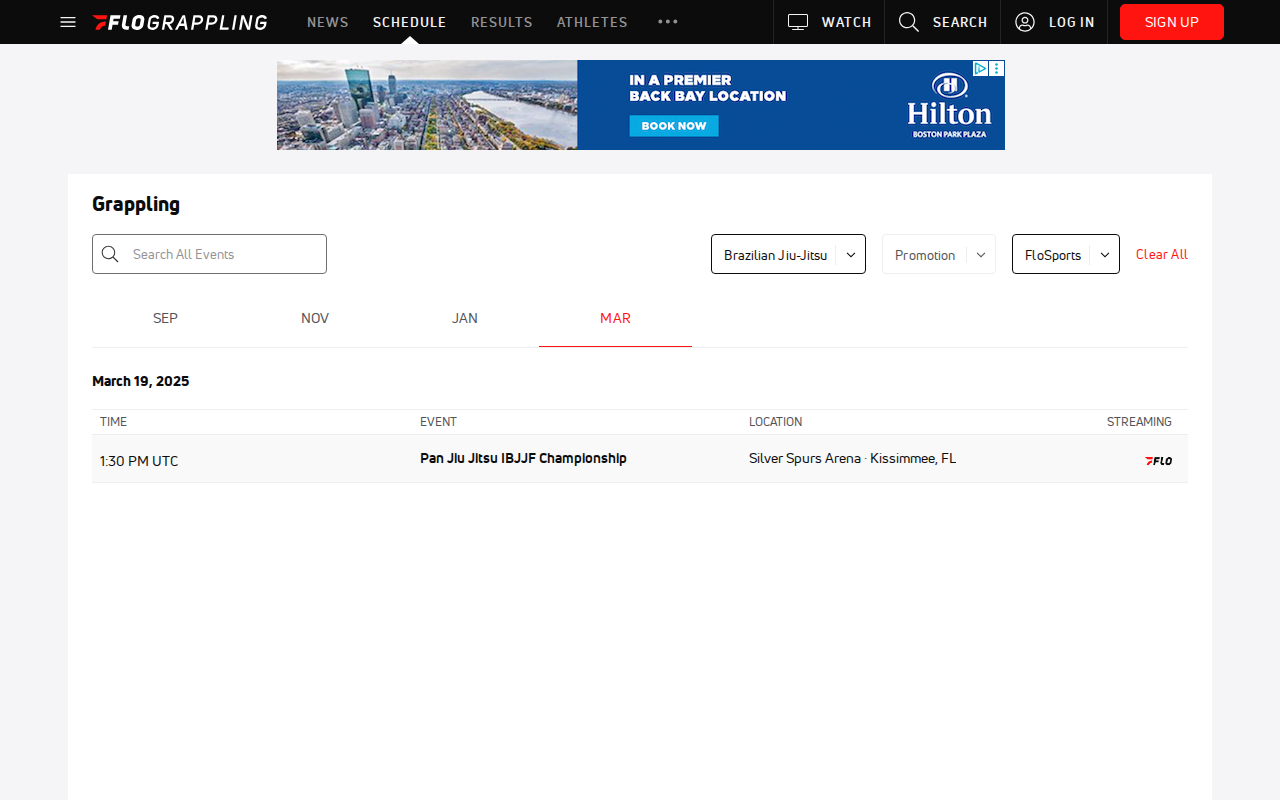 FLOGRAPPLING NEWS SCHEDULE RESULTS ATHLETES WATCH SEARCH LOG IN SIGN UP
IN A PREMIER
BACK BAY LOCATION
BOOK NOW
Hilton
BOSTON PARK PLAZA
Grappling
Search All Events Brazilian Jiu-Jitsu Promotion FloSports Clear All
SEP NOV JAN MAR
March 19, 2025
TIME EVENT LOCATION STREAMING
1:30 PM UTC Pan Jiu Jitsu IBJJF Championship Silver Spurs Arena · Kissimmee, FL FLO